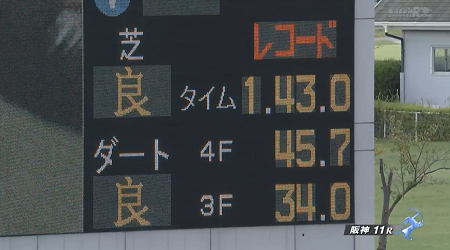 芝 レコード
良 タイム 1.43.0
ダート 4F 45.7
良 3F 34.0
阪神 11R